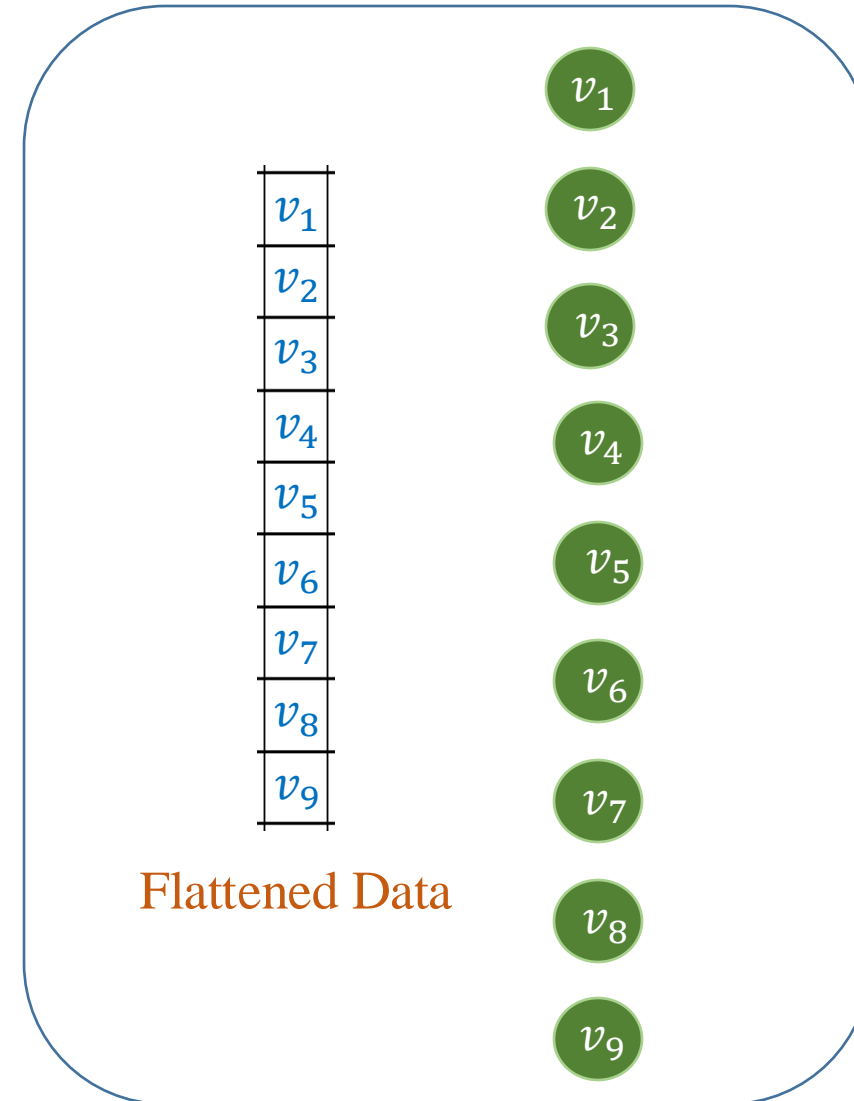 v₁
v₂
v₃
v₄
v₅
v₆
v₇
v₈
v₉
Flattened Data
v₁
v₂
v₃
v₄
v₅
v₆
v₇
v₈
v₉